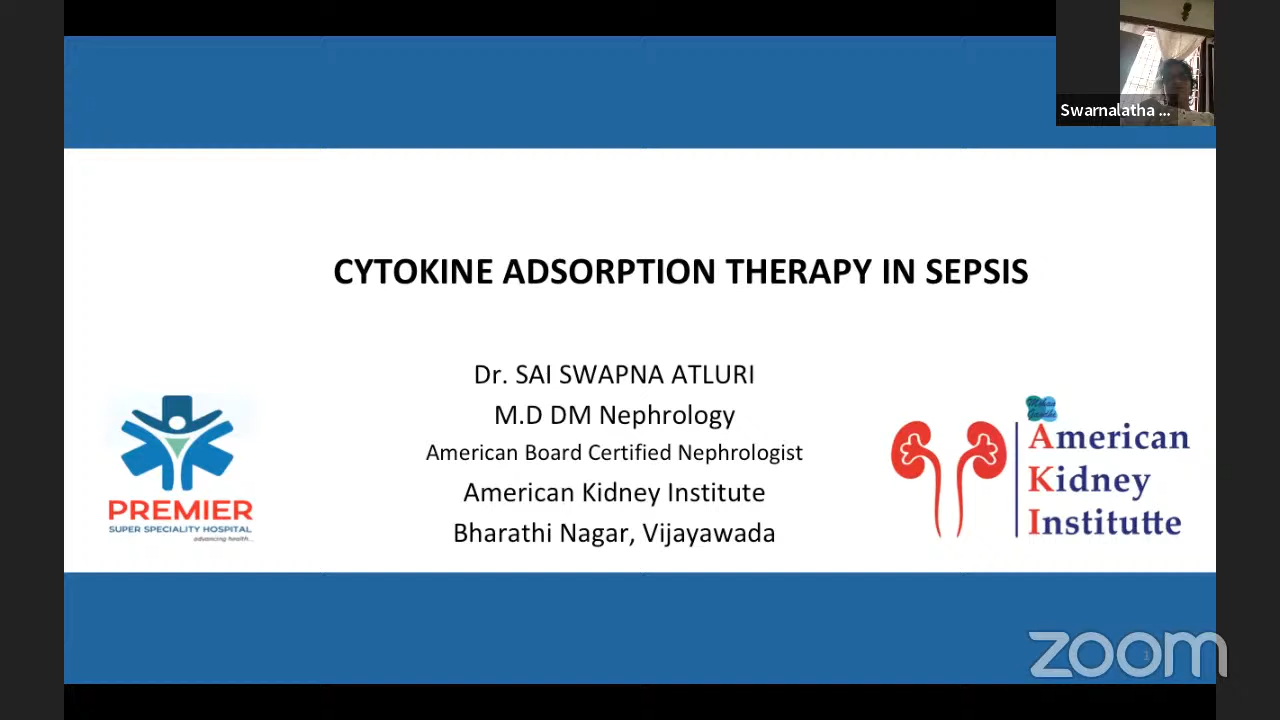 Swarnalatha ...
CYTOKINE ADSORPTION THERAPY IN SEPSIS
Dr. SAI SWAPNA ATLURI
M.D DM Nephrology
American Board Certified Nephrologist
American Kidney Institute
Bharathi Nagar, Vijayawada
PREMIER
SUPER SPECIALITY HOSPITAL
advancing health...
American
Kidney
Institutte
zoom
1